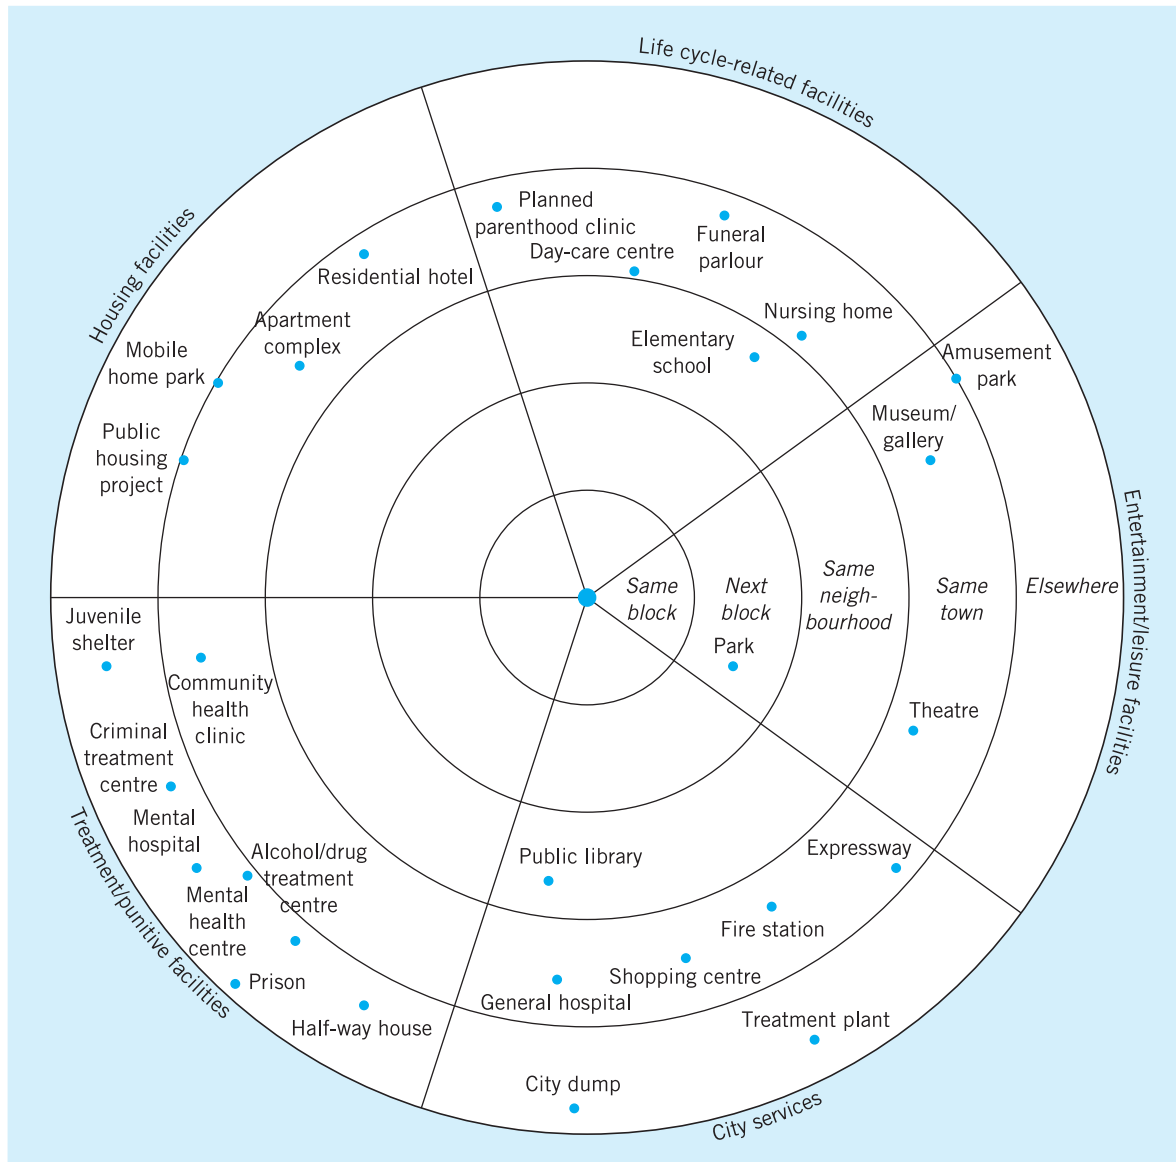 Life cycle-related facilities
Housing facilities
Planned
parenthood clinic
Day-care centre
Funeral
parlour
Residential hotel
Apartment
complex
Mobile
home park
Public
housing
project
Nursing home
Elementary
school
Amusement
park
Museum/
gallery
Entertainment/leisure facilities
Same
block
Next
block
Same
neigh-
bourhood
Same
town
Elsewhere
Park
Theatre
Juvenile
shelter
Community
health
clinic
Criminal
treatment
centre
Mental
hospital
Alcohol/drug
treatment
centre
Mental
health
centre
Prison
Half-way house
Treatment/punitive facilities
Public library
Expressway
Fire station
Shopping centre
General hospital
Treatment plant
City dump
City services